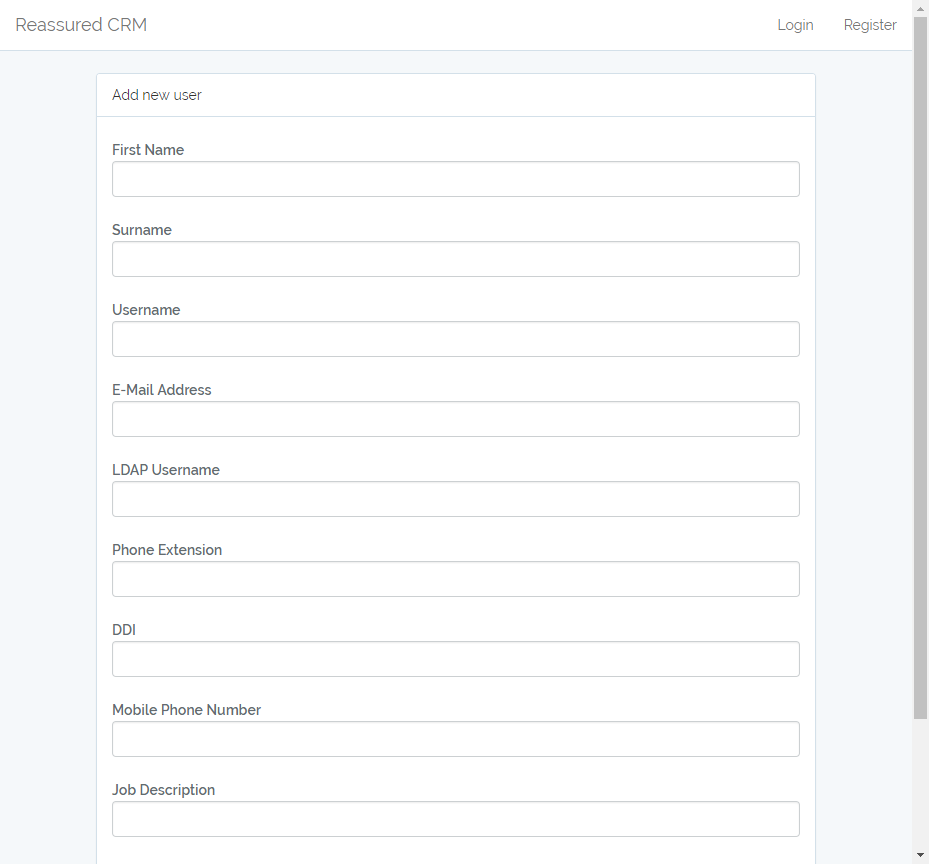 Reassured CRM
Login
Register
Add new user
First Name
Surname
Username
E-Mail Address
LDAP Username
Phone Extension
DDI
Mobile Phone Number
Job Description